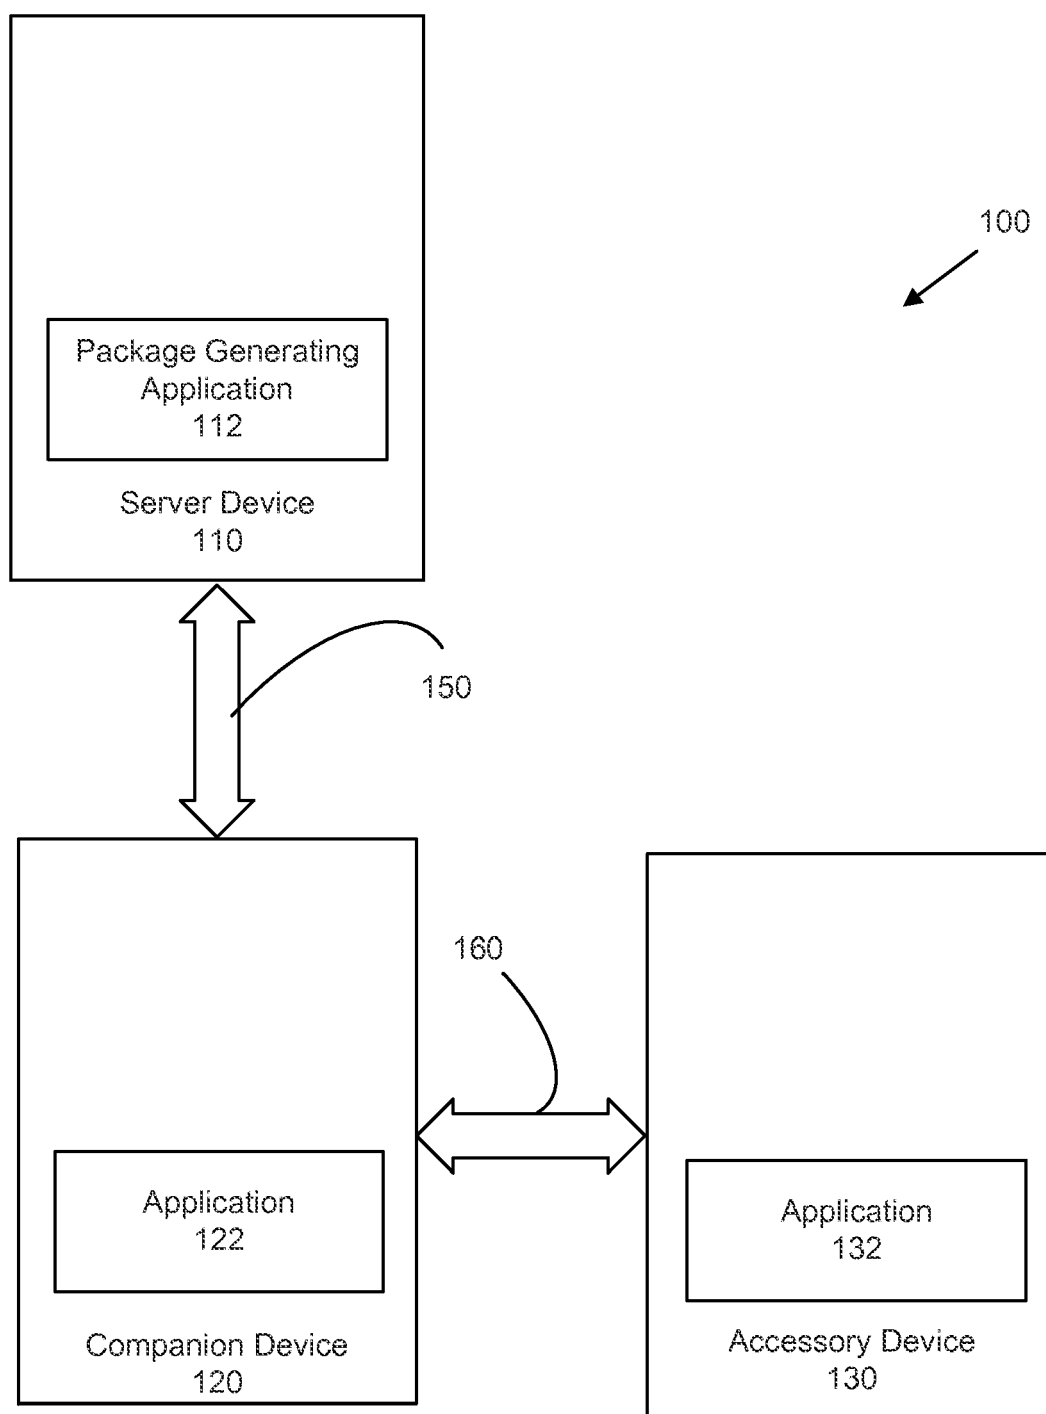 100
Package Generating
Application
112
Server Device
110
150
160
Application
122
Companion Device
120
Application
132
Accessory Device
130